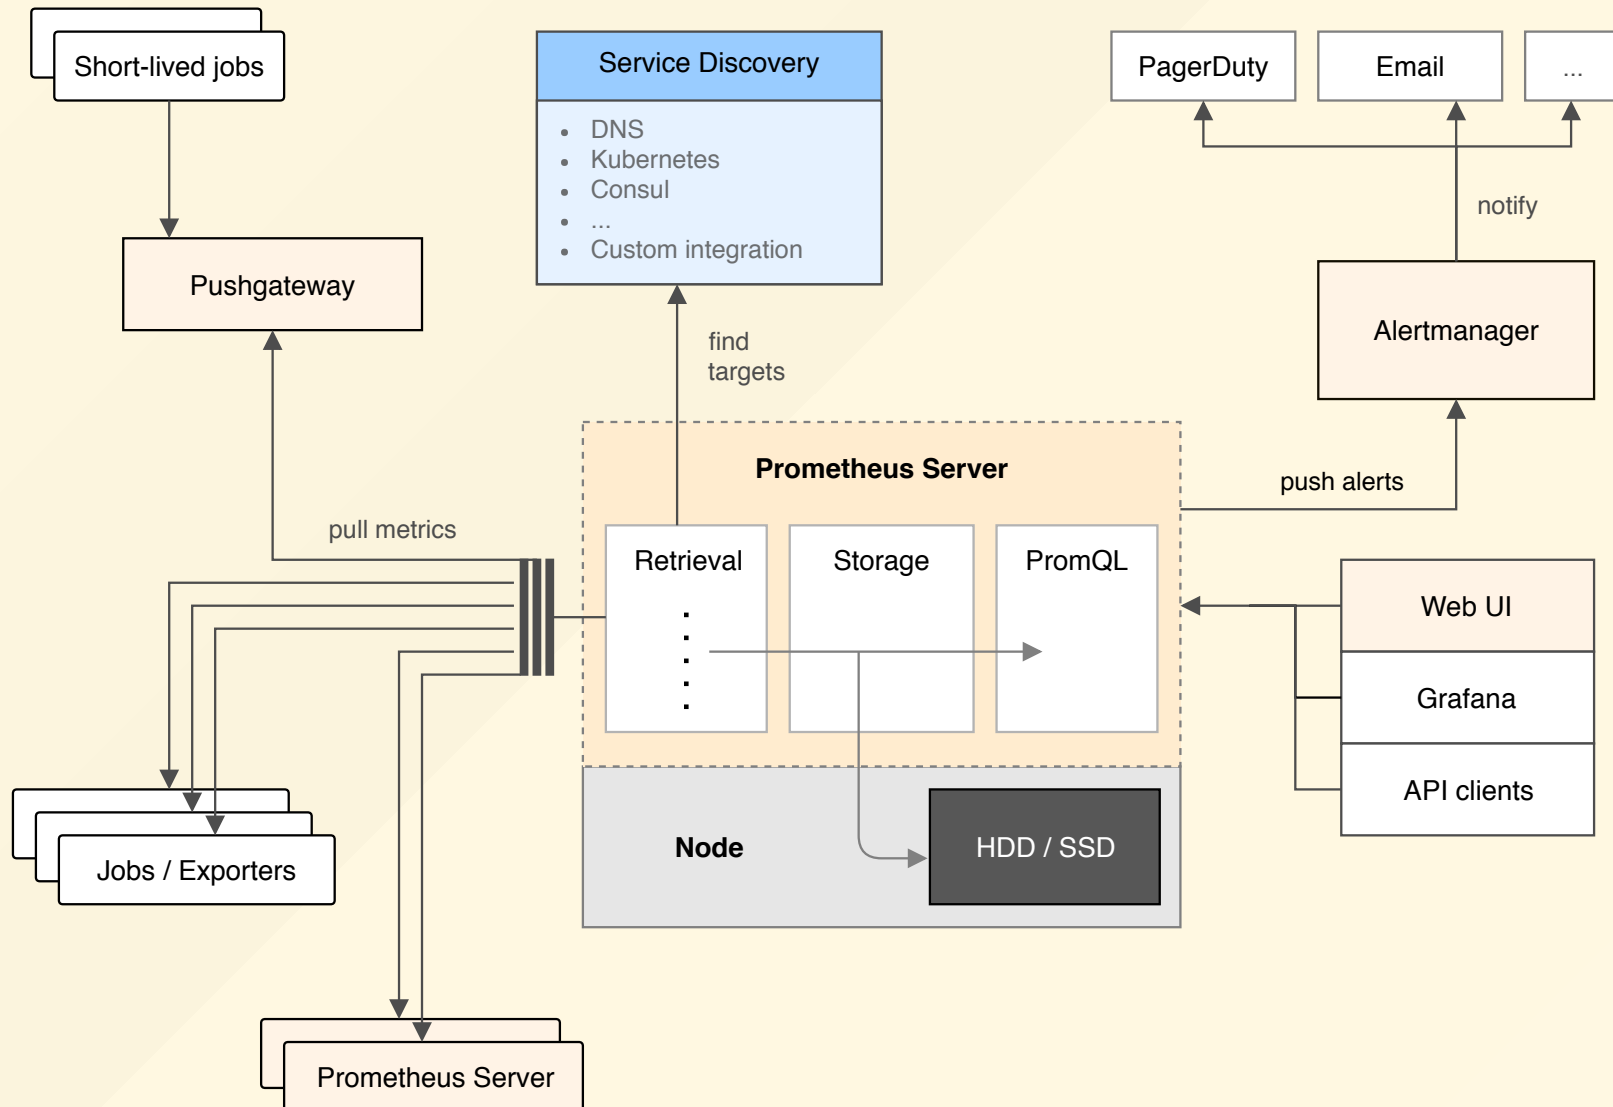 Short-lived jobs
Service Discovery
DNS
Kubernetes
Consul
...
Custom integration
PagerDuty
Email
...
notify
Pushgateway
Alertmanager
find
targets
pull metrics
Prometheus Server
push alerts
Retrieval
Storage
PromQL
Web UI
Grafana
API clients
Node
HDD / SSD
Jobs / Exporters
Prometheus Server